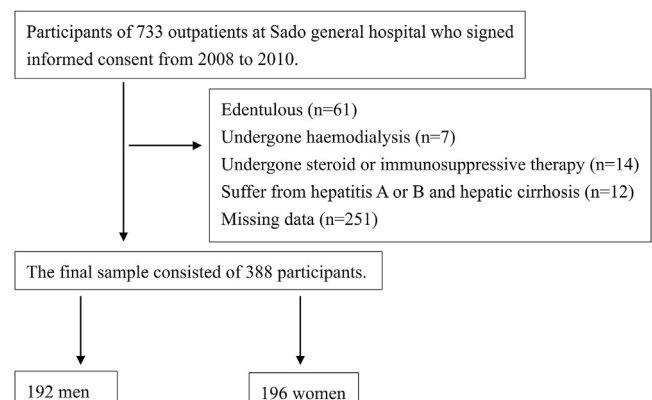 Participants of 733 outpatients at Sado general hospital who signed
informed consent from 2008 to 2010.
Edentulous (n=61)
Undergone haemodialysis (n=7)
Undergone steroid or immunosuppressive therapy (n=14)
Suffer from hepatitis A or B and hepatic cirrhosis (n=12)
Missing data (n=251)
The final sample consisted of 388 participants.
192 men
196 women